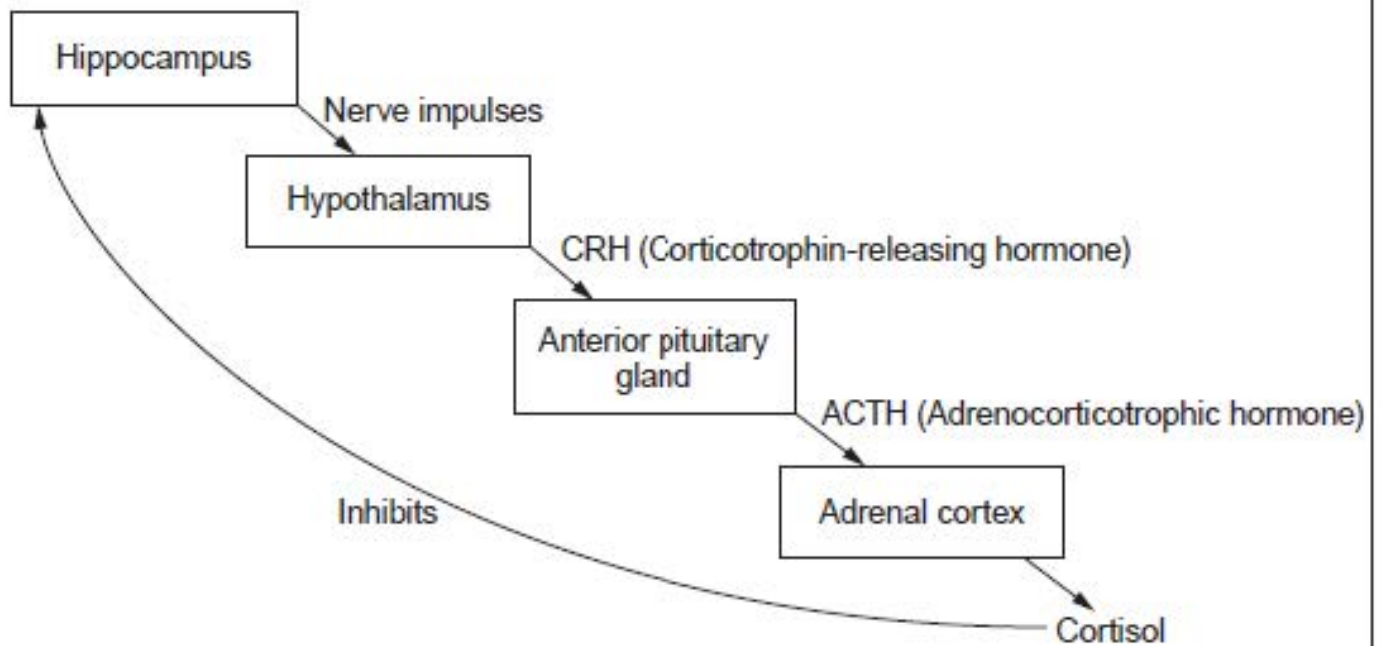 Hippocampus
Nerve impulses
Hypothalamus
CRH (Corticotrophin-releasing hormone)
Anterior pituitary
gland
ACTH (Adrenocorticotrophic hormone)
Adrenal cortex
Inhibits
Cortisol